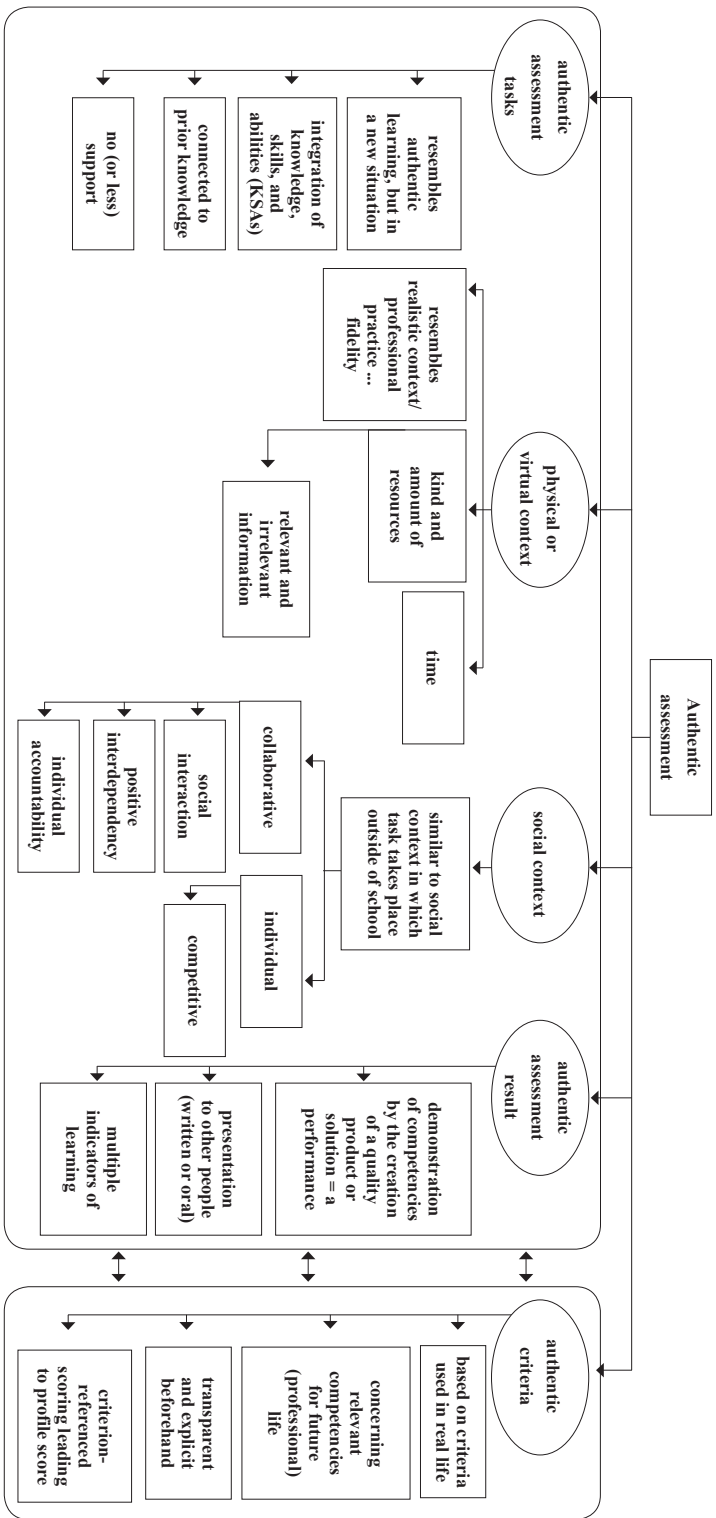 Authentic
assessment
authentic
assessment
tasks
resembles
authentic
learning, but in
a new situation
integration of
knowledge,
skills, and
abilities (KSAs)
connected to
prior knowledge
no (or less)
support
physical or
virtual context
resembles
realistic context/
professional
practice ...
fidelity
kind and
amount of
resources
relevant and
irrelevant
information
time
social context
similar to social
context in which
task takes place
outside of school
collaborative
social
interaction
positive
interdependency
individual
accountability
individual
competitive
authentic
assessment
result
demonstration
of competencies
by the creation
of a quality
product or
solution = a
performance
presentation
to other people
(written or oral)
multiple
indicators of
learning
authentic
criteria
based on criteria
used in real life
concerning
relevant
competencies
for future
(professional)
life
transparent
and explicit
beforehand
criterion-
referenced
scoring leading
to profile score